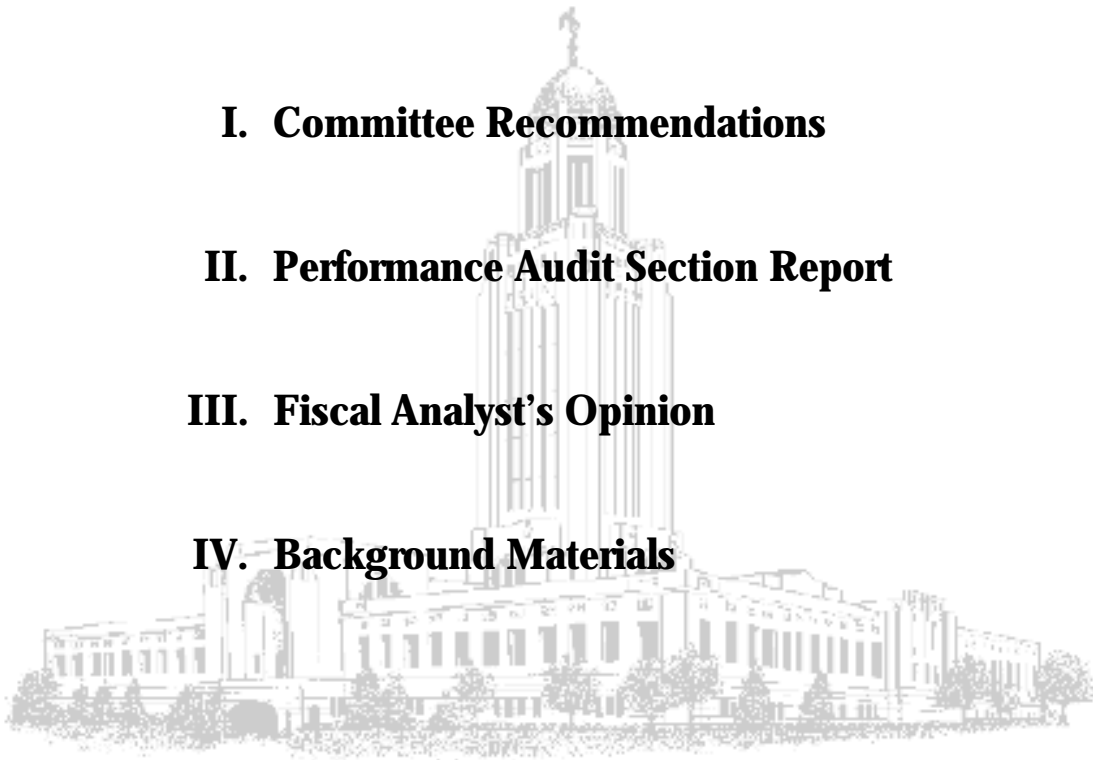 I. Committee Recommendations
II. Performance Audit Section Report
III. Fiscal Analyst’s Opinion
IV. Background Materials